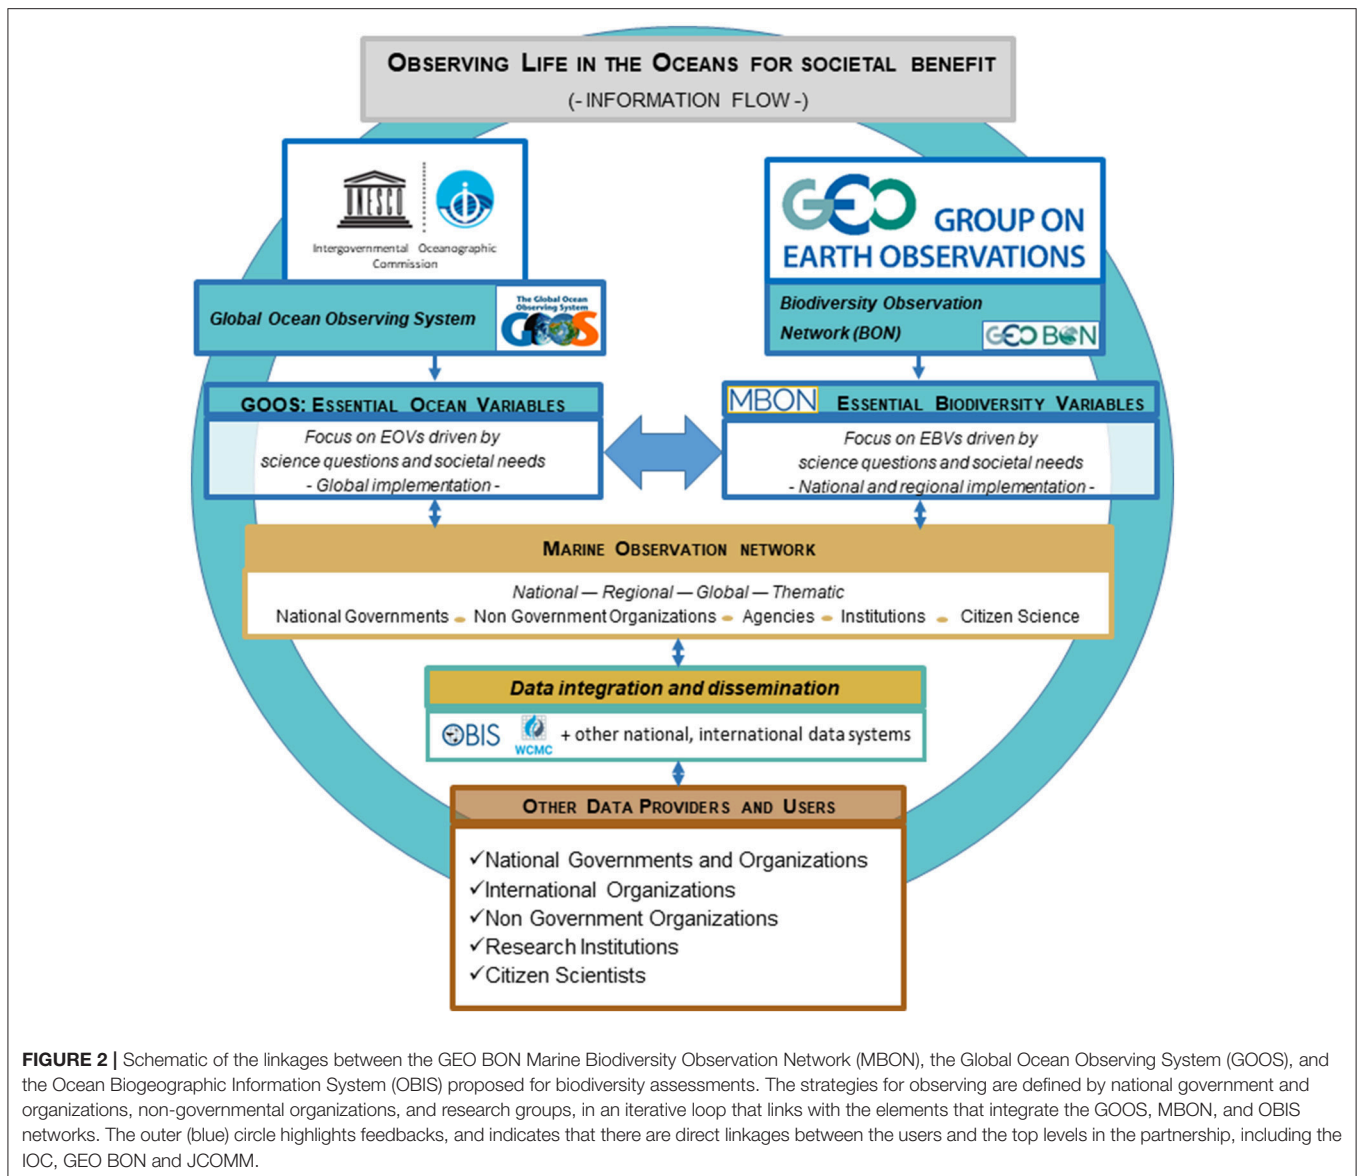 OBSERVING LIFE IN THE OCEANS FOR SOCIETAL BENEFIT
(- INFORMATION FLOW -)
UNESCO
Intergovernmental Oceanographic
Commission
GEO GROUP ON
EARTH OBSERVATIONS
Global Ocean Observing System
The Global Ocean
Observing System
GOOS
Biodiversity Observation
Network (BON)
GEO BON
GOOS: ESSENTIAL OCEAN VARIABLES
Focus on EOVs driven by
science questions and societal needs
- Global implementation -
MBON ESSENTIAL BIODIVERSITY VARIABLES
Focus on EBVs driven by
science questions and societal needs
- National and regional implementation -
MARINE OBSERVATION NETWORK
National — Regional — Global — Thematic
National Governments - Non Government Organizations - Agencies - Institutions - Citizen Science
Data integration and dissemination
OBIS WCMC + other national, international data systems
OTHER DATA PROVIDERS AND USERS
✓National Governments and Organizations
✓International Organizations
✓Non Government Organizations
✓Research Institutions
✓Citizen Scientists
FIGURE 2 | Schematic of the linkages between the GEO BON Marine Biodiversity Observation Network (MBON), the Global Ocean Observing System (GOOS), and
the Ocean Biogeographic Information System (OBIS) proposed for biodiversity assessments. The strategies for observing are defined by national government and
organizations, non-governmental organizations, and research groups, in an iterative loop that links with the elements that integrate the GOOS, MBON, and OBIS
networks. The outer (blue) circle highlights feedbacks, and indicates that there are direct linkages between the users and the top levels in the partnership, including the
IOC, GEO BON and JCOMM.